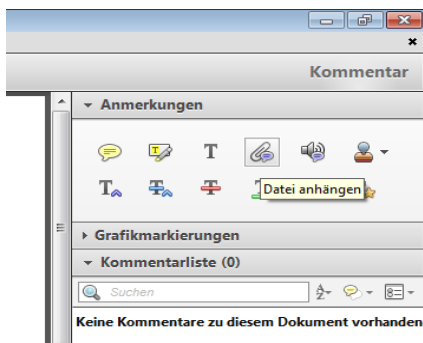 Kommentar
Anmerkungen
Datei anhängen
Grafikmarkierungen
Kommentarliste (0)
Suchen
Keine Kommentare zu diesem Dokument vorhanden